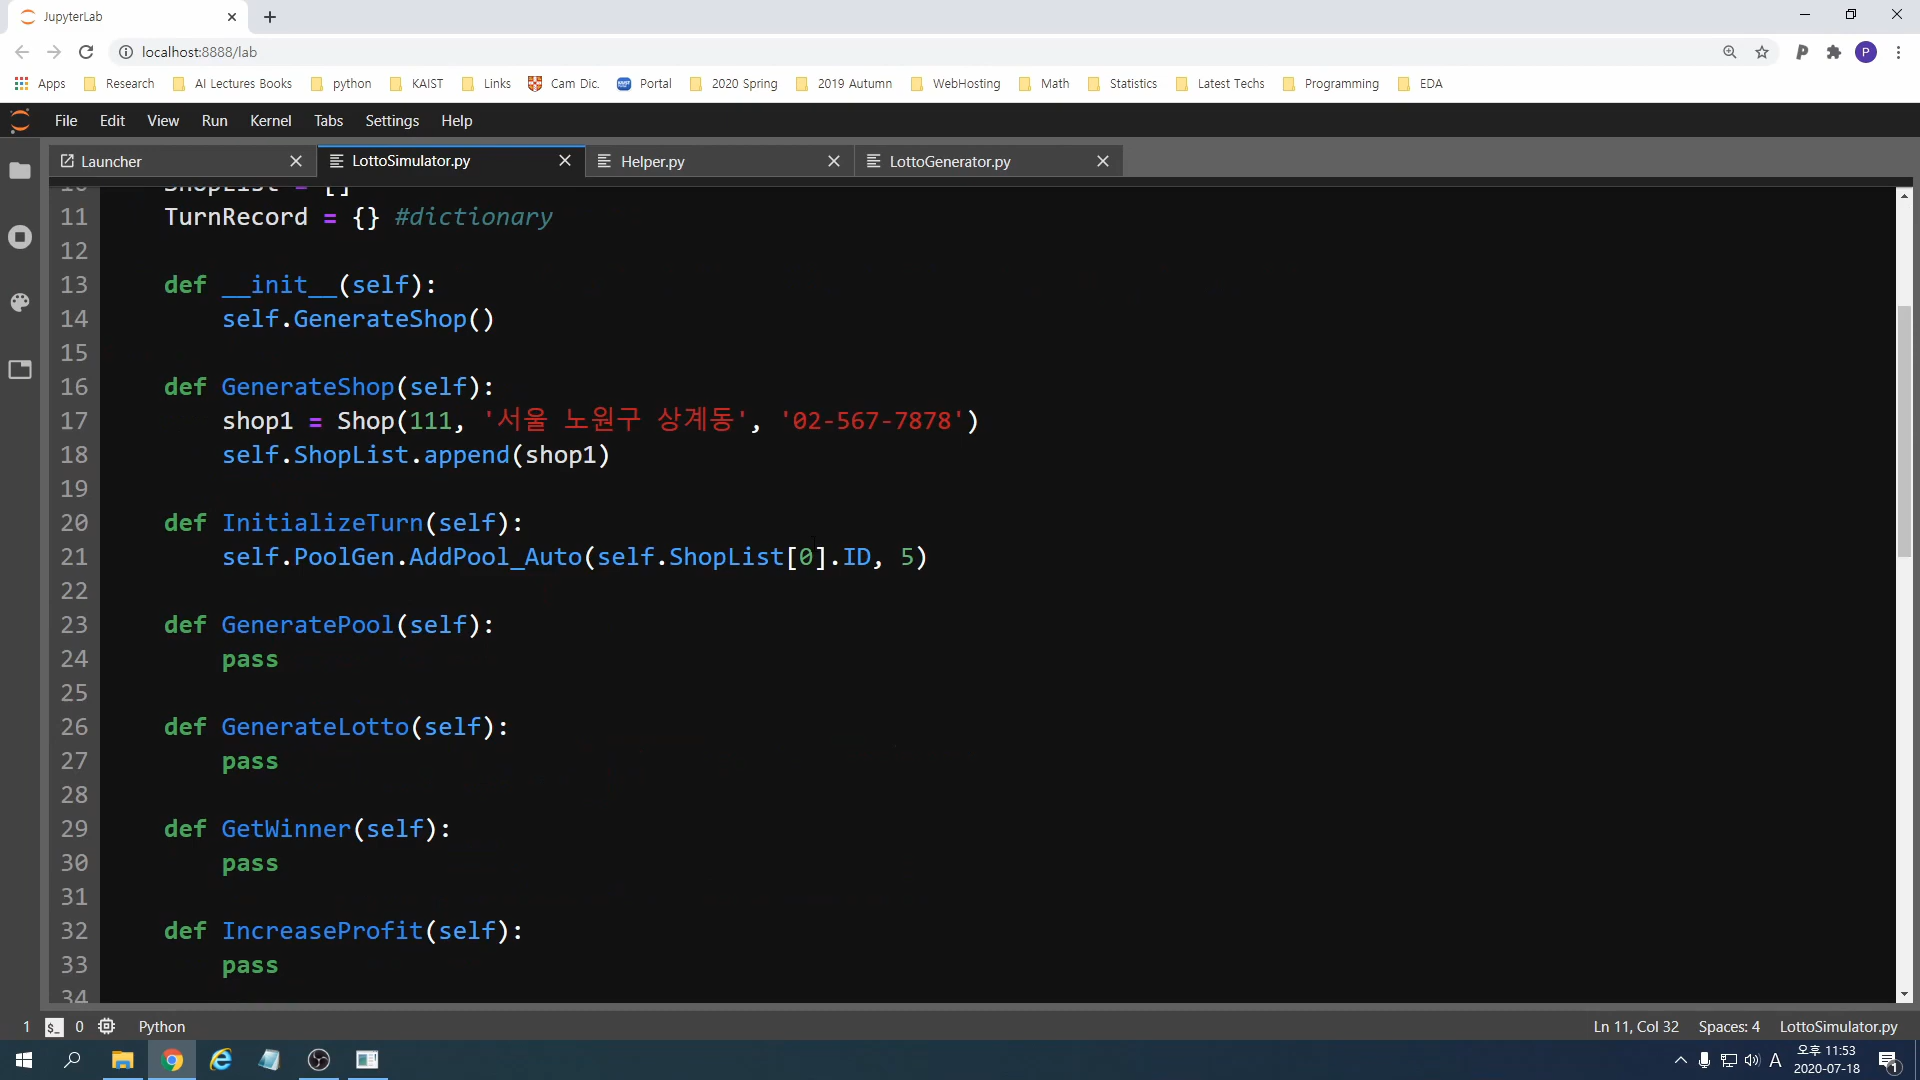 JupyterLab
localhost:8888/lab
Apps Research AI Lectures Books python KAIST Links Cam Dic. Portal 2020 Spring 2019 Autumn WebHosting Math Statistics Latest Techs Programming EDA
File Edit View Run Kernel Tabs Settings Help
Launcher LottoSimulator.py Helper.py LottoGenerator.py
10 ShopList = []
11 TurnRecord = {} #dictionary
12
13 def __init__(self):
14 self.GenerateShop()
15
16 def GenerateShop(self):
17 shop1 = Shop(111, '서울 노원구 상계동', '02-567-7878')
18 self.ShopList.append(shop1)
19
20 def InitializeTurn(self):
21 self.PoolGen.AddPool_Auto(self.ShopList[0].ID, 5)
22
23 def GeneratePool(self):
24 pass
25
26 def GenerateLotto(self):
27 pass
28
29 def GetWinner(self):
30 pass
31
32 def IncreaseProfit(self):
33 pass
34
1 $_ 0 Python Ln 11, Col 32 Spaces: 4 LottoSimulator.py
A 오후 11:53
2020-07-18 1